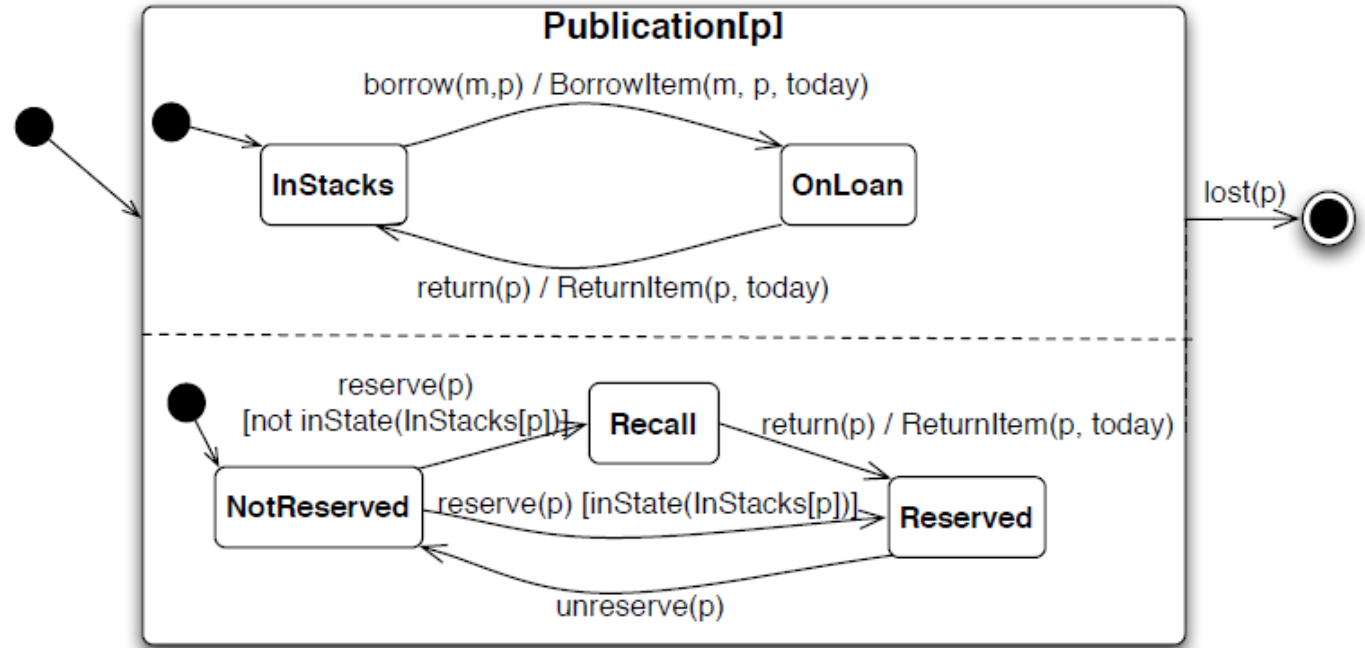 Publication[p]
borrow(m,p) / BorrowItem(m, p, today)
InStacks
OnLoan
lost(p)
return(p) / ReturnItem(p, today)
reserve(p)
[not inState(InStacks[p])]
Recall
return(p) / ReturnItem(p, today)
NotReserved
reserve(p) [inState(InStacks[p])]
Reserved
unreserve(p)